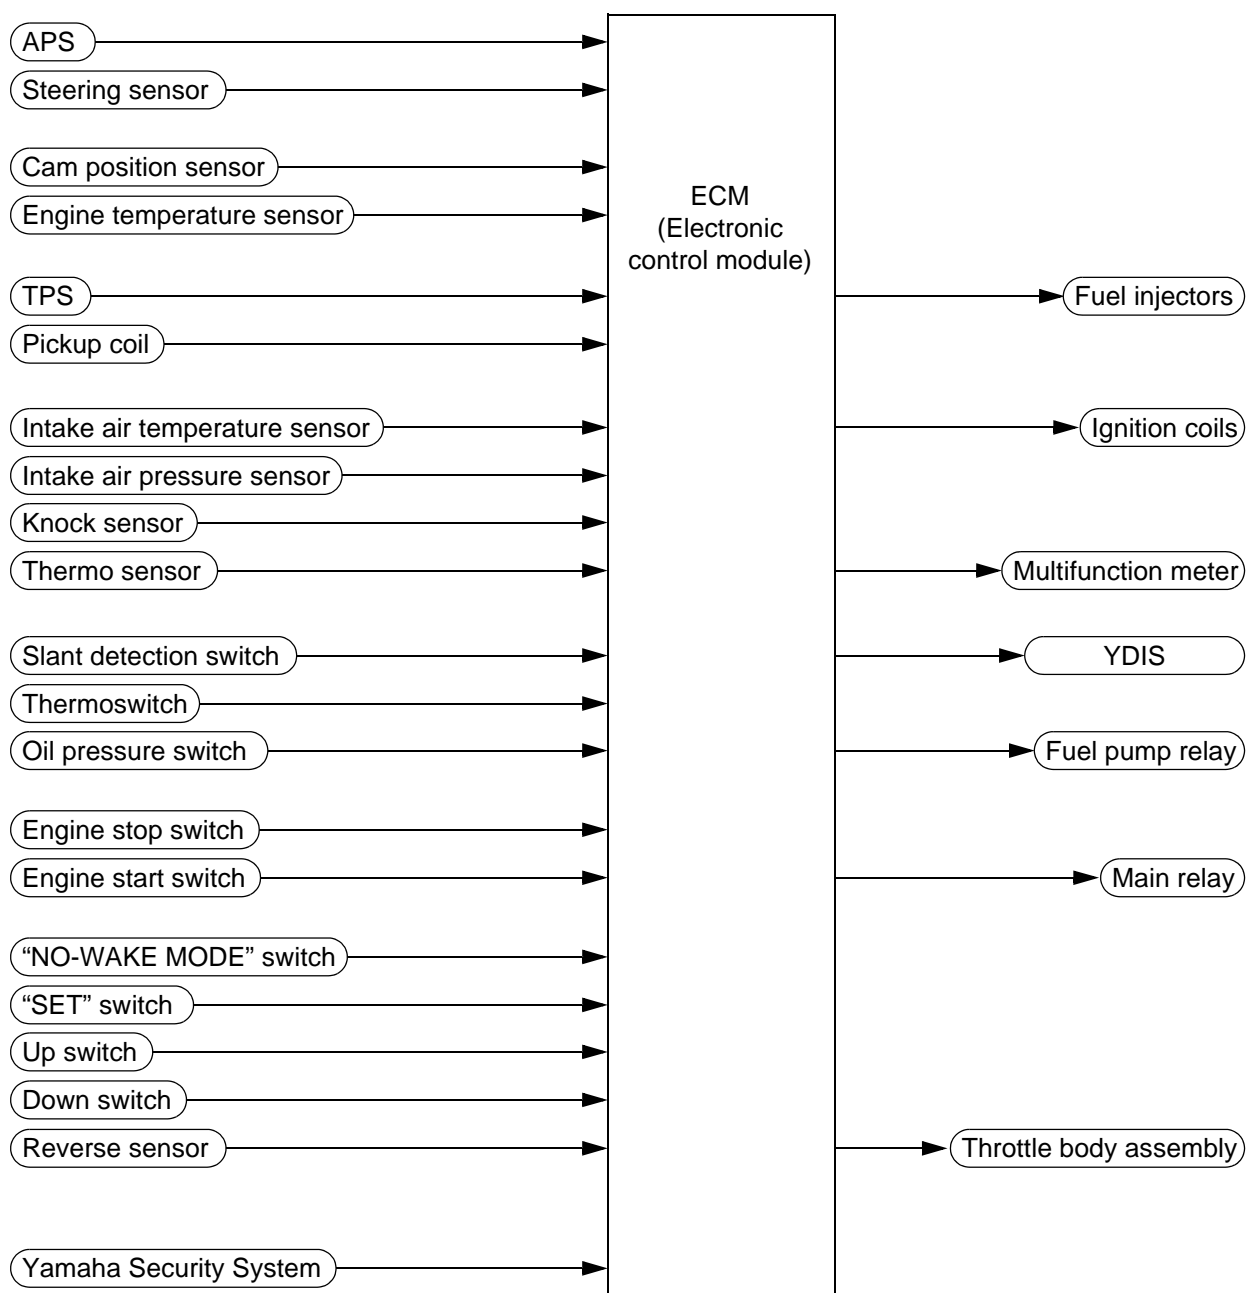 APS
Steering sensor
Cam position sensor
Engine temperature sensor
TPS
Pickup coil
Intake air temperature sensor
Intake air pressure sensor
Knock sensor
Thermo sensor
Slant detection switch
Thermoswitch
Oil pressure switch
Engine stop switch
Engine start switch
“NO-WAKE MODE” switch
“SET” switch
Up switch
Down switch
Reverse sensor
Yamaha Security System
ECM
(Electronic
control module)
Fuel injectors
Ignition coils
Multifunction meter
YDIS
Fuel pump relay
Main relay
Throttle body assembly